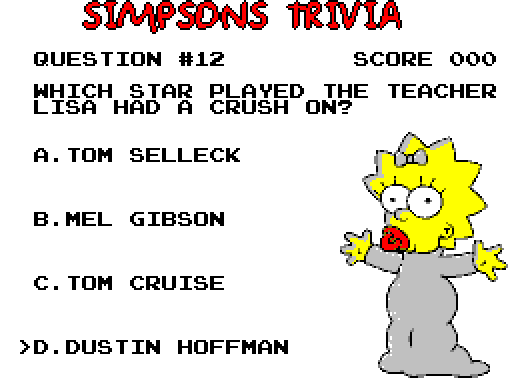 SIMPSONS TRIVIA
QUESTION #12 SCORE 000
WHICH STAR PLAYED THE TEACHER
LISA HAD A CRUSH ON?
A.TOM SELLECK
B.MEL GIBSON
C.TOM CRUISE
>D.DUSTIN HOFFMAN